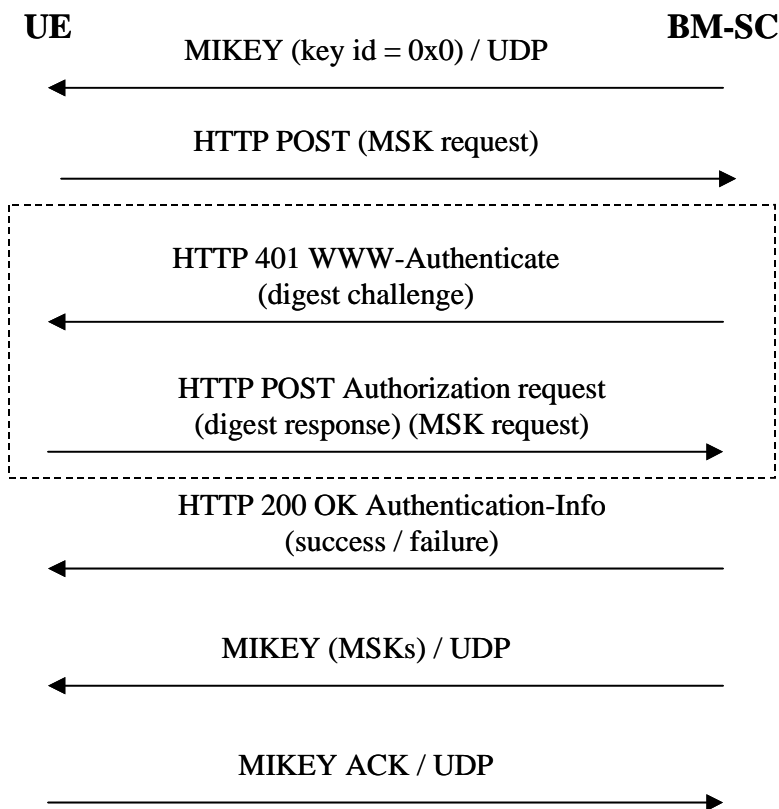 UE
BM-SC
MIKEY (key id = 0x0) / UDP
HTTP POST (MSK request)
HTTP 401 WWW-Authenticate
(digest challenge)
HTTP POST Authorization request
(digest response) (MSK request)
HTTP 200 OK Authentication-Info
(success / failure)
MIKEY (MSKs) / UDP
MIKEY ACK / UDP